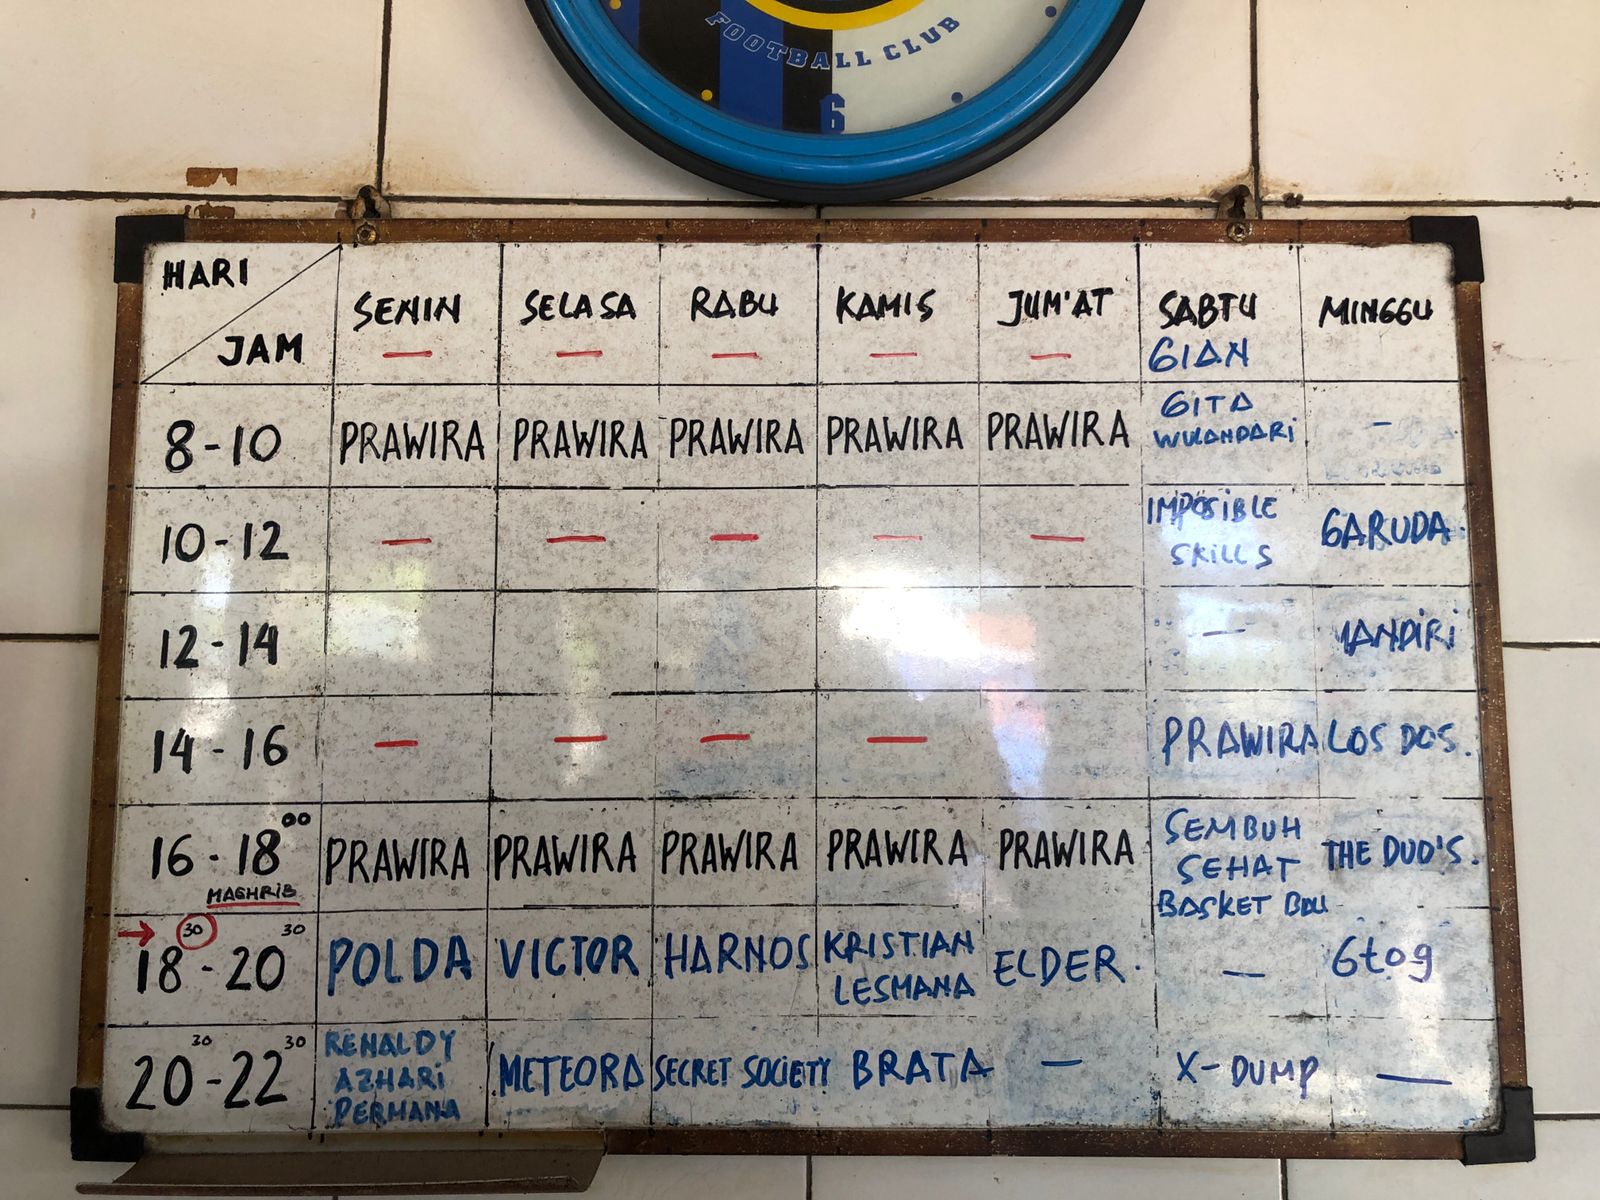 FOOTBALL CLUB
6
HARI
JAM
SENIN SELASA RABU KAMIS JUM'AT SABTU MINGGU
— — — — — GIAN
8-10 PRAWIRA PRAWIRA PRAWIRA PRAWIRA PRAWIRA GITA WULANDARI -
10-12 — — — — — IMPOSIBLE SKILLS GARUDA
12-14 — MANDIRI
14-16 — — — — PRAWIRA LOS DOS.
16-18 00 PRAWIRA PRAWIRA PRAWIRA PRAWIRA PRAWIRA SEMBUH SEHAT BASKET THE DUD'S.
MAGHRIB
→ 18 30 - 20 30 POLDA VICTOR HARNOS KRISTIAN LESMANA ELDER. — Gtog
20 30 - 22 30 RENALDY AZHARI PERMANA METEORA SECRET SOCIETY BRATA — X-DUMP —